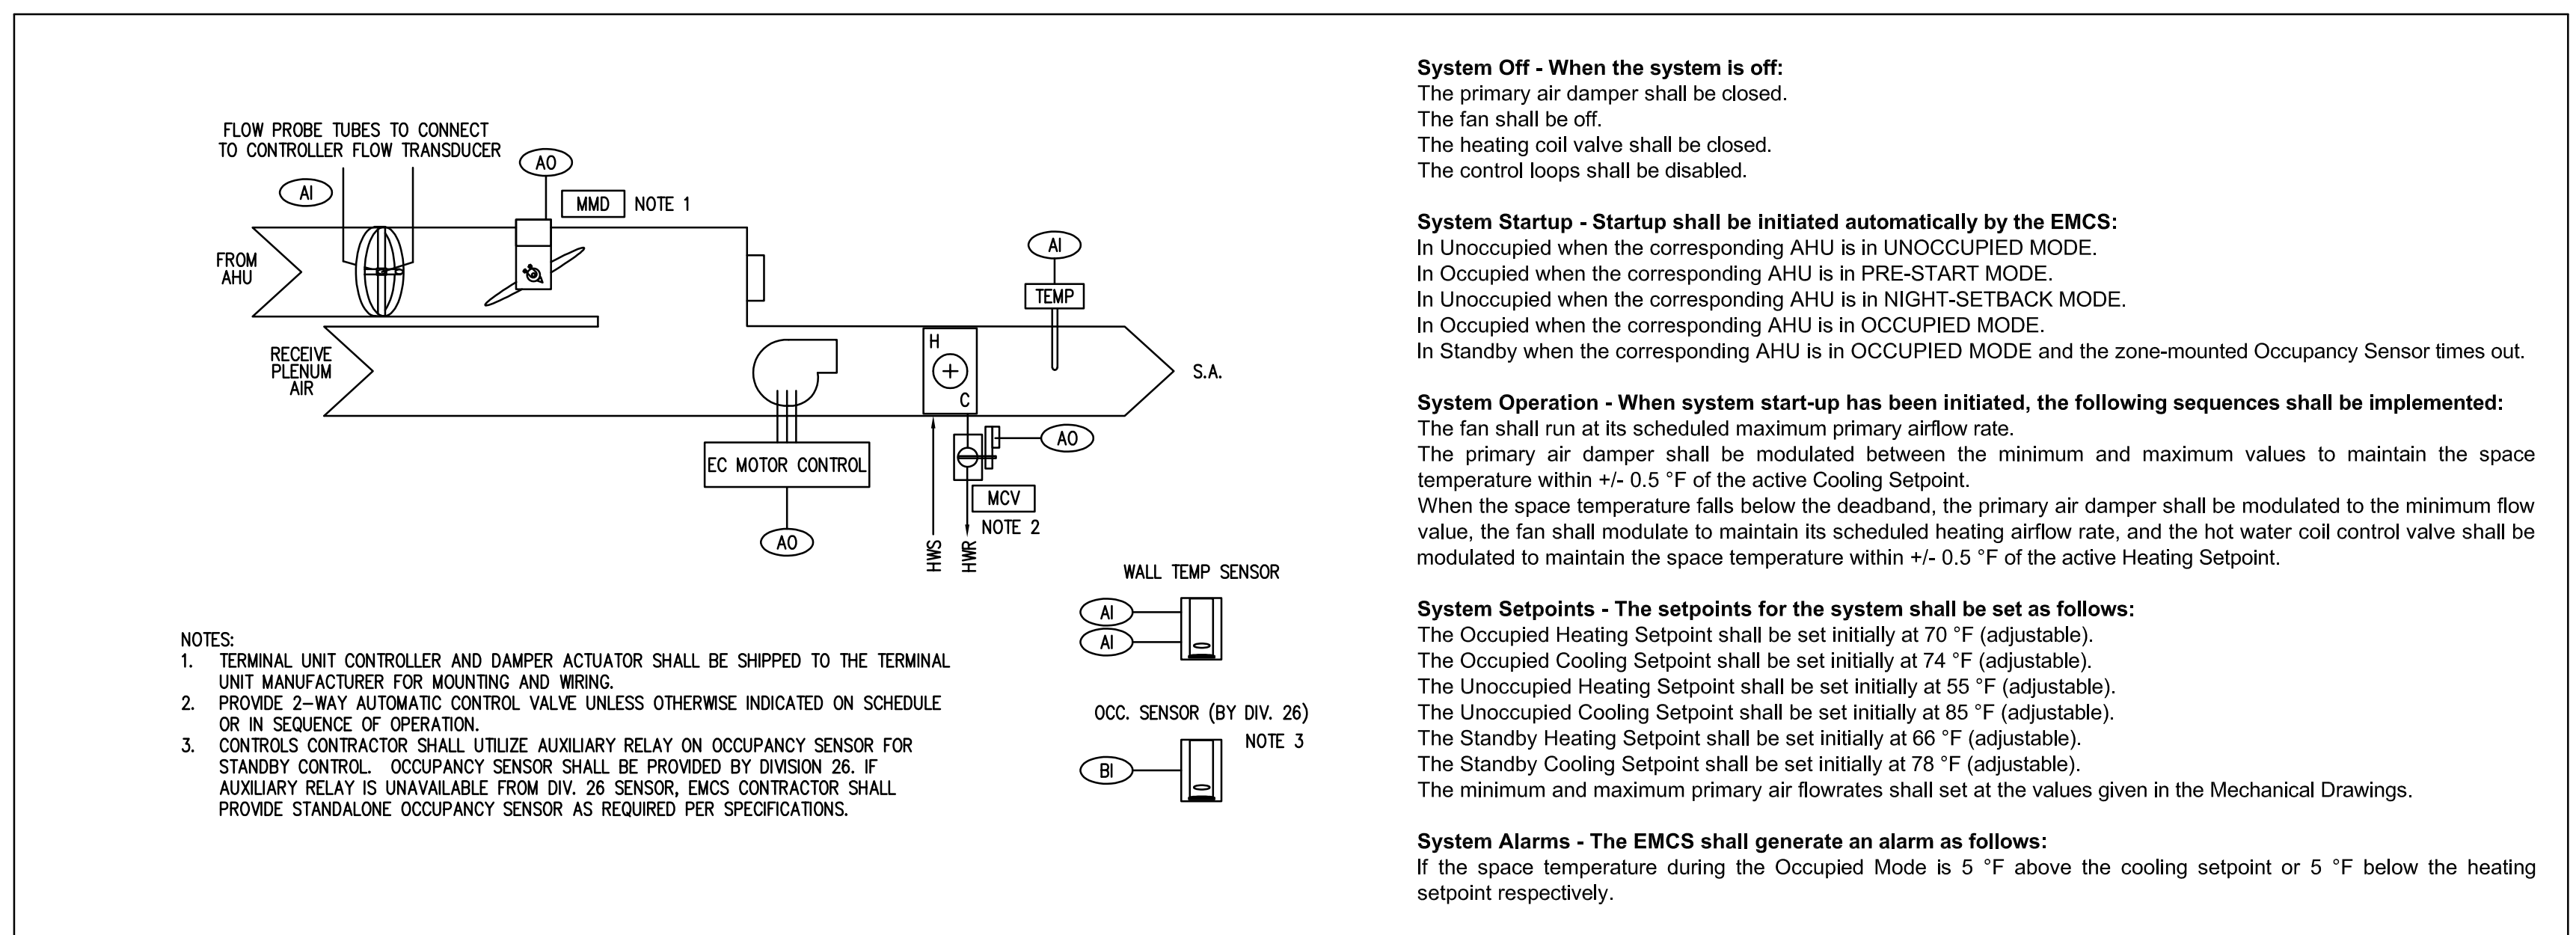 FLOW PROBE TUBES TO CONNECT
TO CONTROLLER FLOW TRANSDUCER
AO
AI
MMD
NOTE 1
FROM
AHU
AI
TEMP
RECEIVE
PLENUM
AIR
H
C
S.A.
AO
EC MOTOR CONTROL
MCV
NOTE 2
AO
HWS
HWR
WALL TEMP SENSOR
AI
AI
OCC. SENSOR (BY DIV. 26)
NOTE 3
BI
NOTES:
1. TERMINAL UNIT CONTROLLER AND DAMPER ACTUATOR SHALL BE SHIPPED TO THE TERMINAL
UNIT MANUFACTURER FOR MOUNTING AND WIRING.
2. PROVIDE 2-WAY AUTOMATIC CONTROL VALVE UNLESS OTHERWISE INDICATED ON SCHEDULE
OR IN SEQUENCE OF OPERATION.
3. CONTROLS CONTRACTOR SHALL UTILIZE AUXILIARY RELAY ON OCCUPANCY SENSOR FOR
STANDBY CONTROL. OCCUPANCY SENSOR SHALL BE PROVIDED BY DIVISION 26. IF
AUXILIARY RELAY IS UNAVAILABLE FROM DIV. 26 SENSOR, EMCS CONTRACTOR SHALL
PROVIDE STANDALONE OCCUPANCY SENSOR AS REQUIRED PER SPECIFICATIONS.
System Off - When the system is off:
The primary air damper shall be closed.
The fan shall be off.
The heating coil valve shall be closed.
The control loops shall be disabled.
System Startup - Startup shall be initiated automatically by the EMCS:
In Unoccupied when the corresponding AHU is in UNOCCUPIED MODE.
In Occupied when the corresponding AHU is in PRE-START MODE.
In Unoccupied when the corresponding AHU is in NIGHT-SETBACK MODE.
In Occupied when the corresponding AHU is in OCCUPIED MODE.
In Standby when the corresponding AHU is in OCCUPIED MODE and the zone-mounted Occupancy Sensor times out.
System Operation - When system start-up has been initiated, the following sequences shall be implemented:
The fan shall run at its scheduled maximum primary airflow rate.
The primary air damper shall be modulated between the minimum and maximum values to maintain the space
temperature within +/- 0.5 °F of the active Cooling Setpoint.
When the space temperature falls below the deadband, the primary air damper shall be modulated to the minimum flow
value, the fan shall modulate to maintain its scheduled heating airflow rate, and the hot water coil control valve shall be
modulated to maintain the space temperature within +/- 0.5 °F of the active Heating Setpoint.
System Setpoints - The setpoints for the system shall be set as follows:
The Occupied Heating Setpoint shall be set initially at 70 °F (adjustable).
The Occupied Cooling Setpoint shall be set initially at 74 °F (adjustable).
The Unoccupied Heating Setpoint shall be set initially at 55 °F (adjustable).
The Unoccupied Cooling Setpoint shall be set initially at 85 °F (adjustable).
The Standby Heating Setpoint shall be set initially at 66 °F (adjustable).
The Standby Cooling Setpoint shall be set initially at 78 °F (adjustable).
The minimum and maximum primary air flowrates shall set at the values given in the Mechanical Drawings.
System Alarms - The EMCS shall generate an alarm as follows:
If the space temperature during the Occupied Mode is 5 °F above the cooling setpoint or 5 °F below the heating
setpoint respectively.